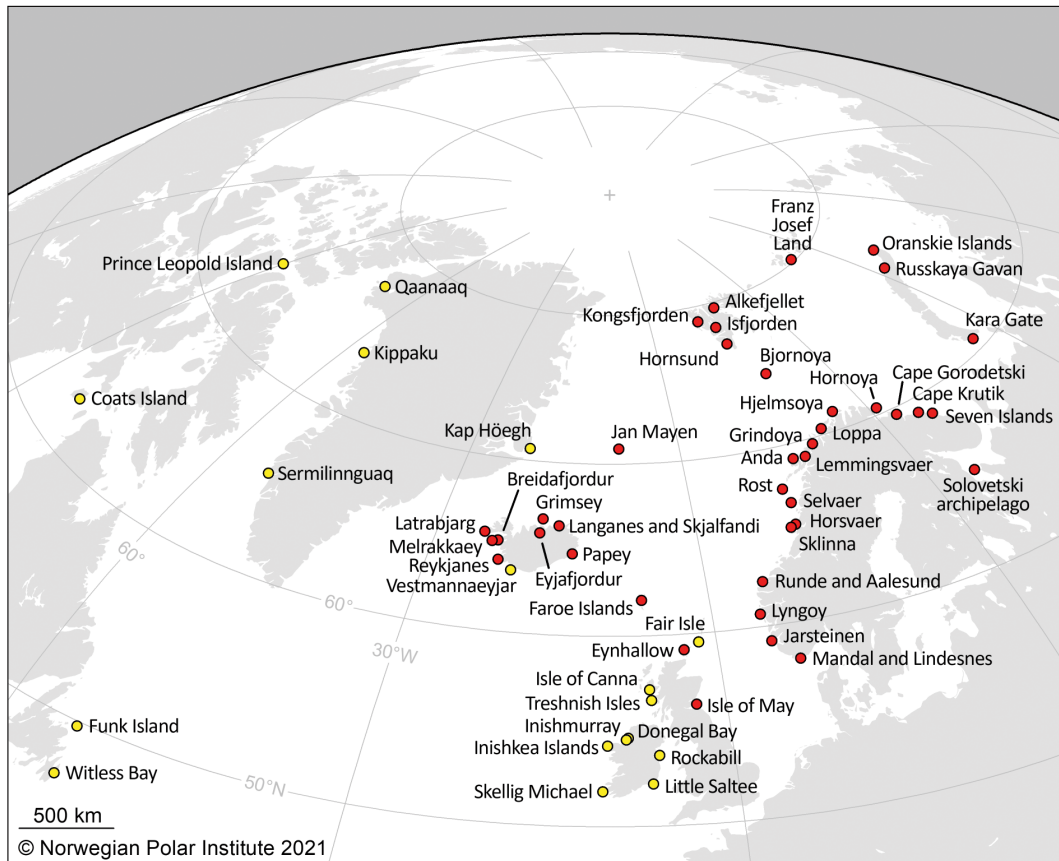 Franz
Josef
Land
Oranskie Islands
Russkaya Gavan
Prince Leopold Island
Qaanaaq
Alkefjellet
Kongsfjorden
Isfjorden
Kara Gate
Hornsund
Kippaku
Bjornoya
Cape Gorodetski
Hornoya
Cape Krutik
Coats Island
Hjelmsoya
Seven Islands
Kap Höegh
Jan Mayen
Grindoya
Loppa
Anda
Lemmingsvaer
Sermilinnguaq
Breidafjordur
Rost
Solovetski
archipelago
Grimsey
Selvaer
Latrabjarg
Langanes and Skjalfandi
Horsvaer
Melrakkaey
Sklinna
Reykjanes
Papey
Vestmannaeyjar
Eyjafjordur
Runde and Aalesund
60°
60°
Faroe Islands
Lyngoy
Fair Isle
Jarsteinen
30°W
Eynhallow
Mandal and Lindesnes
Isle of Canna
Treshnish Isles
Isle of May
Funk Island
Inishmurray
Donegal Bay
Inishkea Islands
Rockabill
Witless Bay
50°N
Skellig Michael
Little Saltee
500 km
© Norwegian Polar Institute 2021